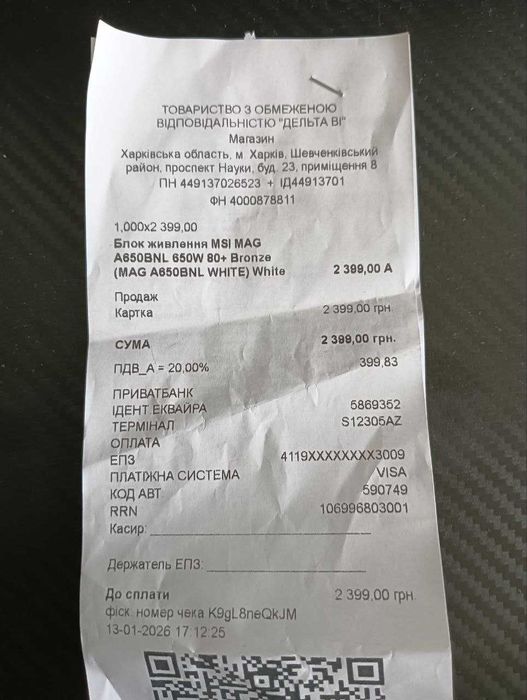 ТОВАРИСТВО З ОБМЕЖЕНОЮ
ВІДПОВІДАЛЬНІСТЮ "ДЕЛЬТА ВІ"
Магазин
Харківська область, м Харків, Шевченківський
район, проспект Науки, буд. 23, приміщення 8
ПН 449137026523 + ІД44913701
ФН 4000878811
1,000x2 399,00
Блок живлення MSI MAG
A650BNL 650W 80+ Bronze
(MAG A650BNL WHITE) White 2 399,00 А
Продаж
Картка 2 399,00 грн.
СУМА 2 399,00 грн.
ПДВ_А = 20,00% 399,83
ПРИВАТБАНК
ІДЕНТ ЕКВАЙРА 5869352
ТЕРМІНАЛ S12305AZ
ОПЛАТА
ЕПЗ 4119XXXXXXXX3009
ПЛАТІЖНА СИСТЕМА VISA
КОД АВТ 590749
RRN 106996803001
Касир:
Держатель ЕПЗ:
До сплати 2 399,00 грн.
фіск. номер чека K9gL8neQkJM
13-01-2026 17:12:25